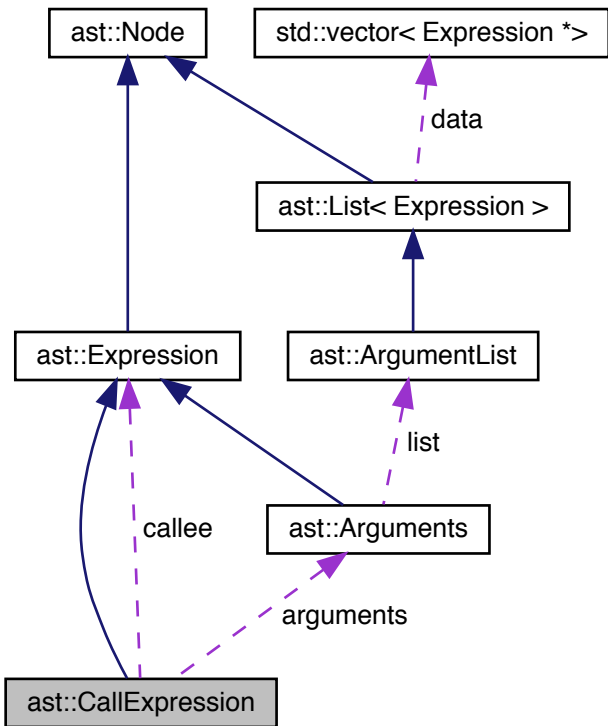 ast::Node
std::vector< Expression *>
data
ast::List< Expression >
ast::Expression
ast::ArgumentList
list
callee
ast::Arguments
arguments
ast::CallExpression